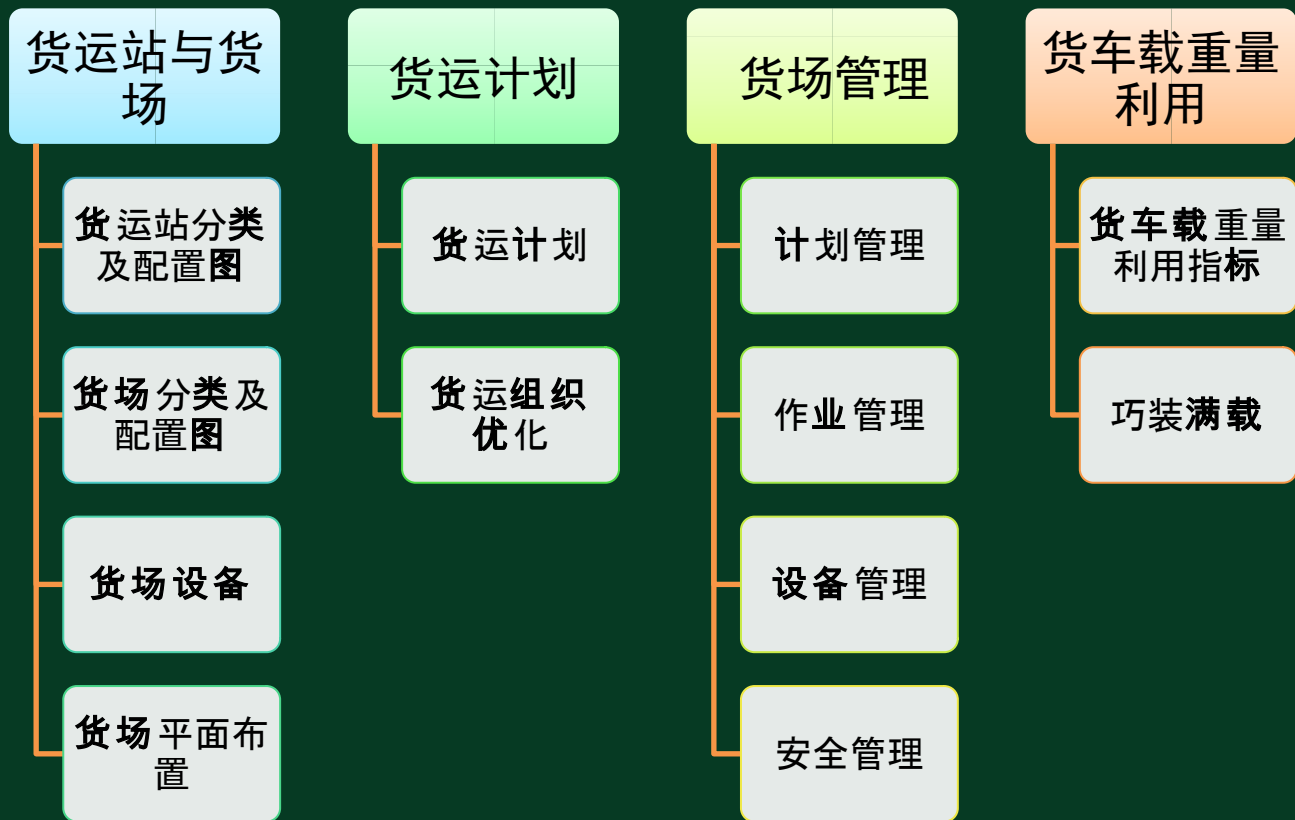 货运站与货
场
货运站分类
及配置图
货场分类及
配置图
货场设备
货场平面布
置
货运计划
货运计划
货运组织
优化
货场管理
计划管理
作业管理
设备管理
安全管理
货车载重量
利用
货车载重量
利用指标
巧装满载